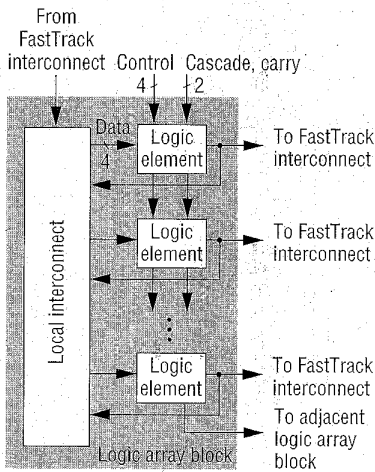 From
FastTrack
interconnect
Control
Cascade, carry
4
2
Data
4
Logic
element
To FastTrack
interconnect
Local interconnect
Logic
element
To FastTrack
interconnect
Logic
element
To FastTrack
interconnect
To adjacent
logic array
block
Logic array block